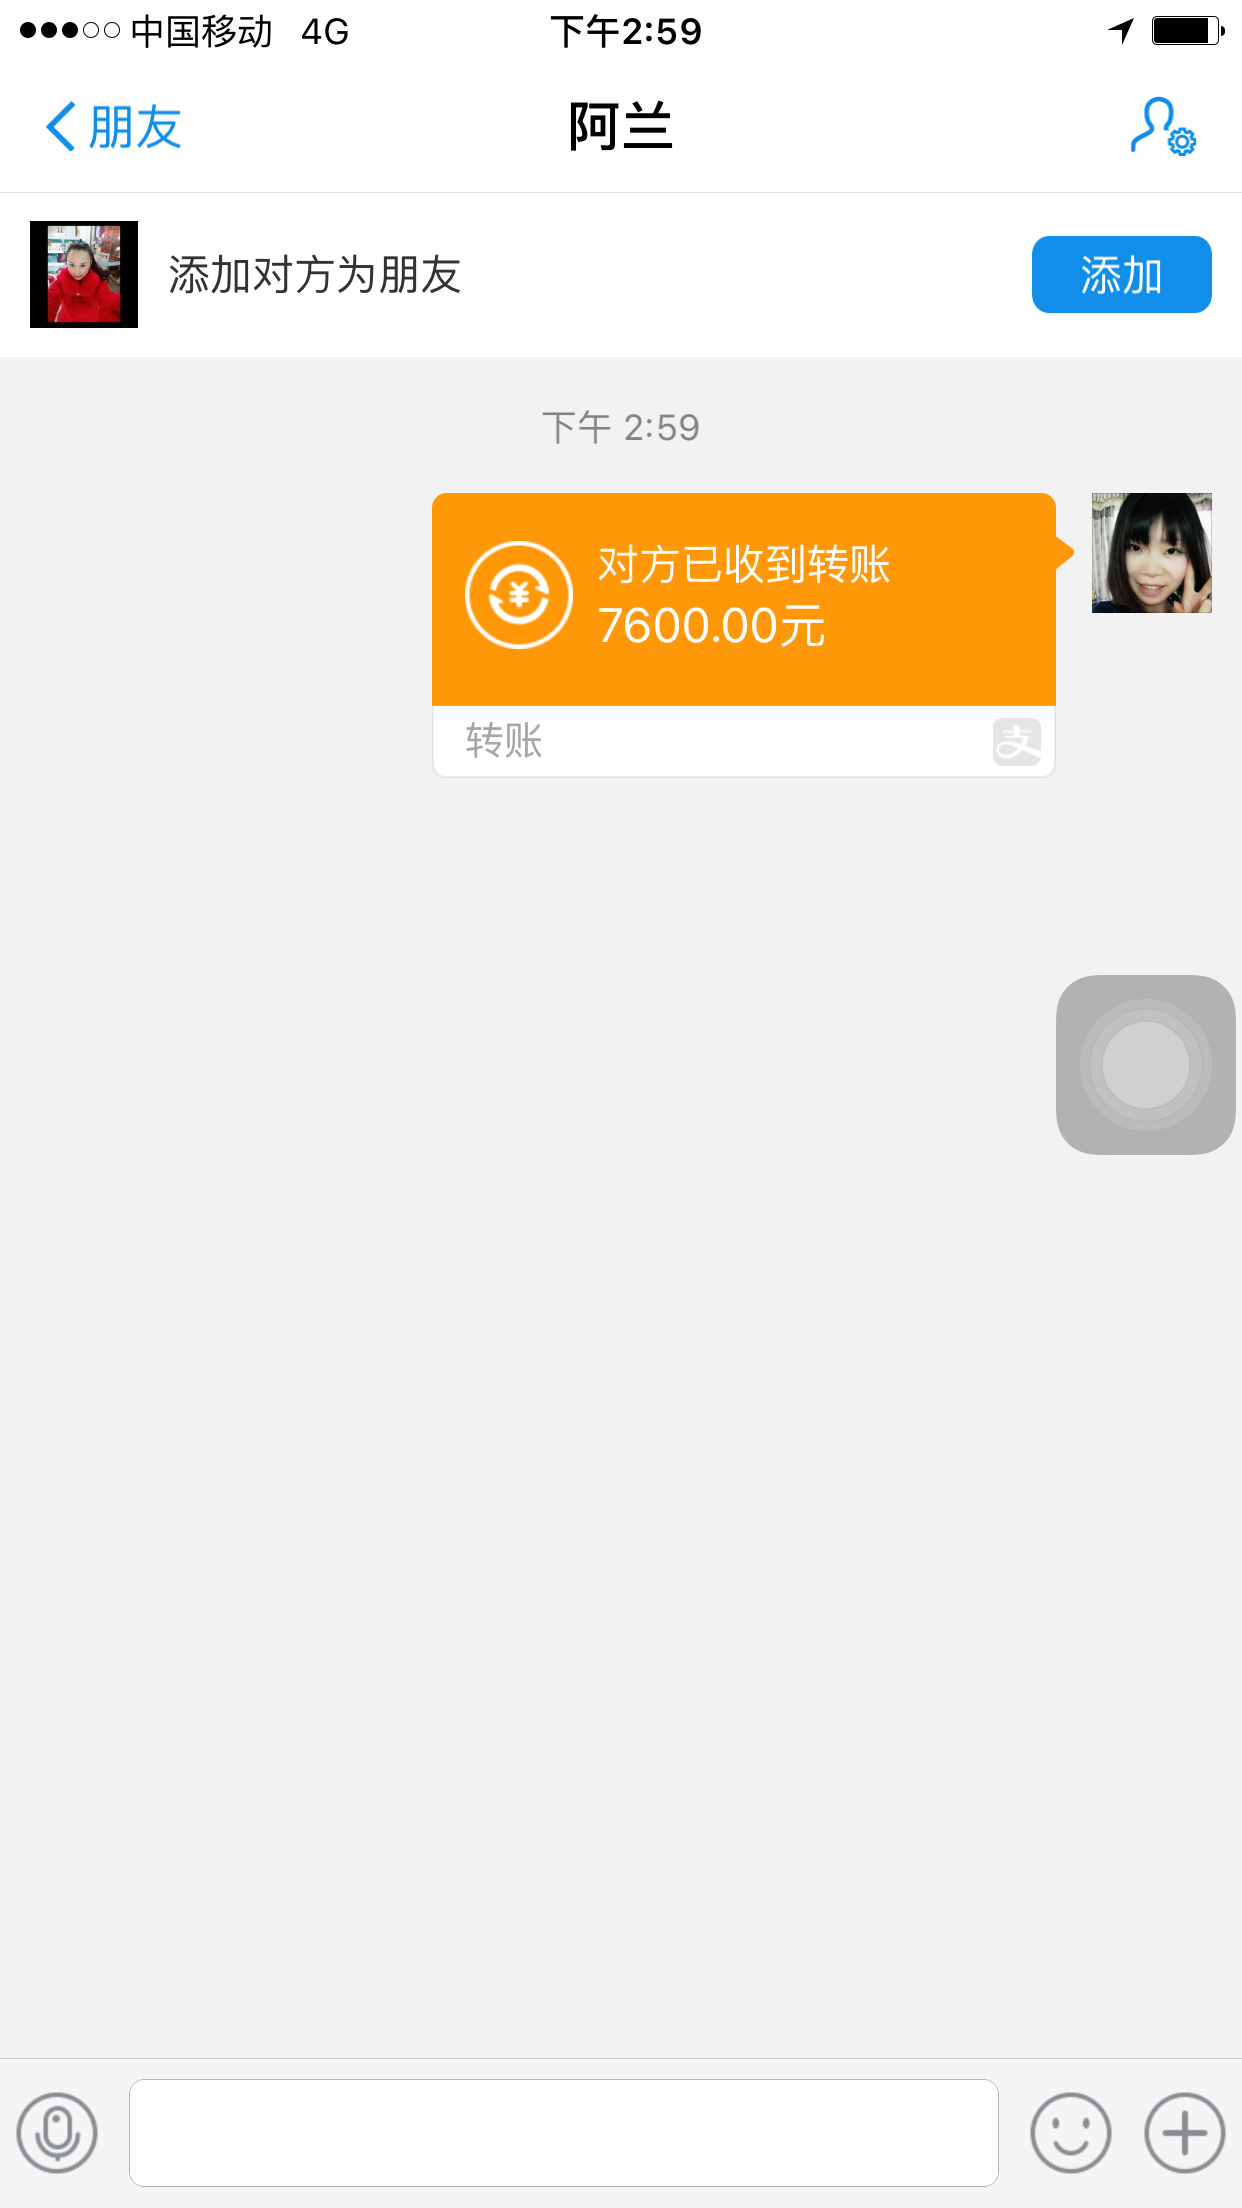 中国移动 4G 下午2:59
朋友 阿兰
添加对方为朋友 添加
下午 2:59
对方已收到转账
7600.00元
转账 支